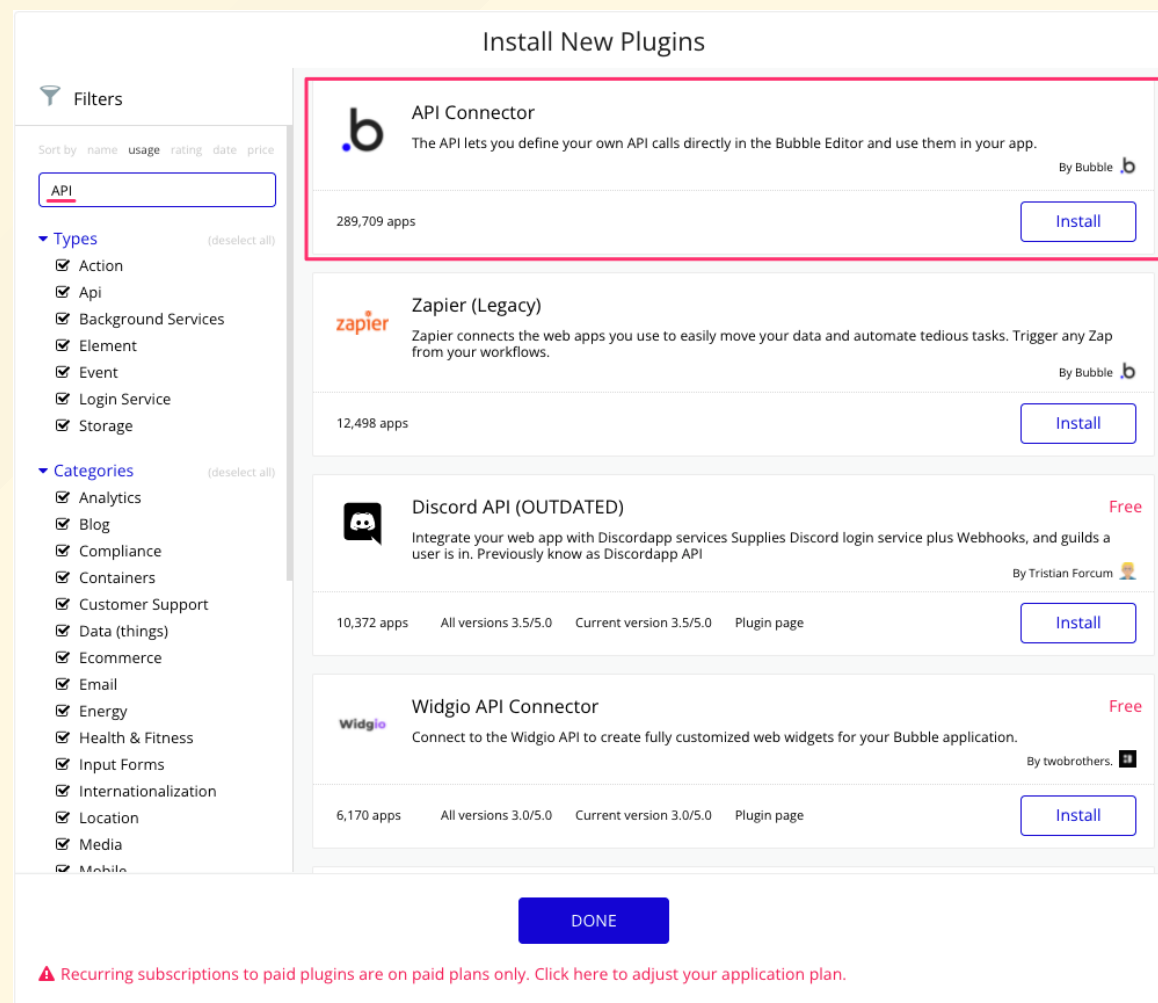 Install New Plugins
Filters
Sort by name usage rating date price
API
Types (deselect all)
Action
Api
Background Services
Element
Event
Login Service
Storage
Categories (deselect all)
Analytics
Blog
Compliance
Containers
Customer Support
Data (things)
Ecommerce
Email
Energy
Health & Fitness
Input Forms
Internationalization
Location
Media
Mobile
.b
API Connector
The API lets you define your own API calls directly in the Bubble Editor and use them in your app.
By Bubble .b
289,709 apps
Install
zapier
Zapier (Legacy)
Zapier connects the web apps you use to easily move your data and automate tedious tasks. Trigger any Zap
from your workflows.
By Bubble .b
12,498 apps
Install
Discord API (OUTDATED)
Free
Integrate your web app with Discordapp services Supplies Discord login service plus Webhooks, and guilds a
user is in. Previously know as Discordapp API
By Tristian Forcum
10,372 apps All versions 3.5/5.0 Current version 3.5/5.0 Plugin page
Install
Widgio
Widgio API Connector
Free
Connect to the Widgio API to create fully customized web widgets for your Bubble application.
By twobrothers.
6,170 apps All versions 3.0/5.0 Current version 3.0/5.0 Plugin page
Install
DONE
Recurring subscriptions to paid plugins are on paid plans only. Click here to adjust your application plan.